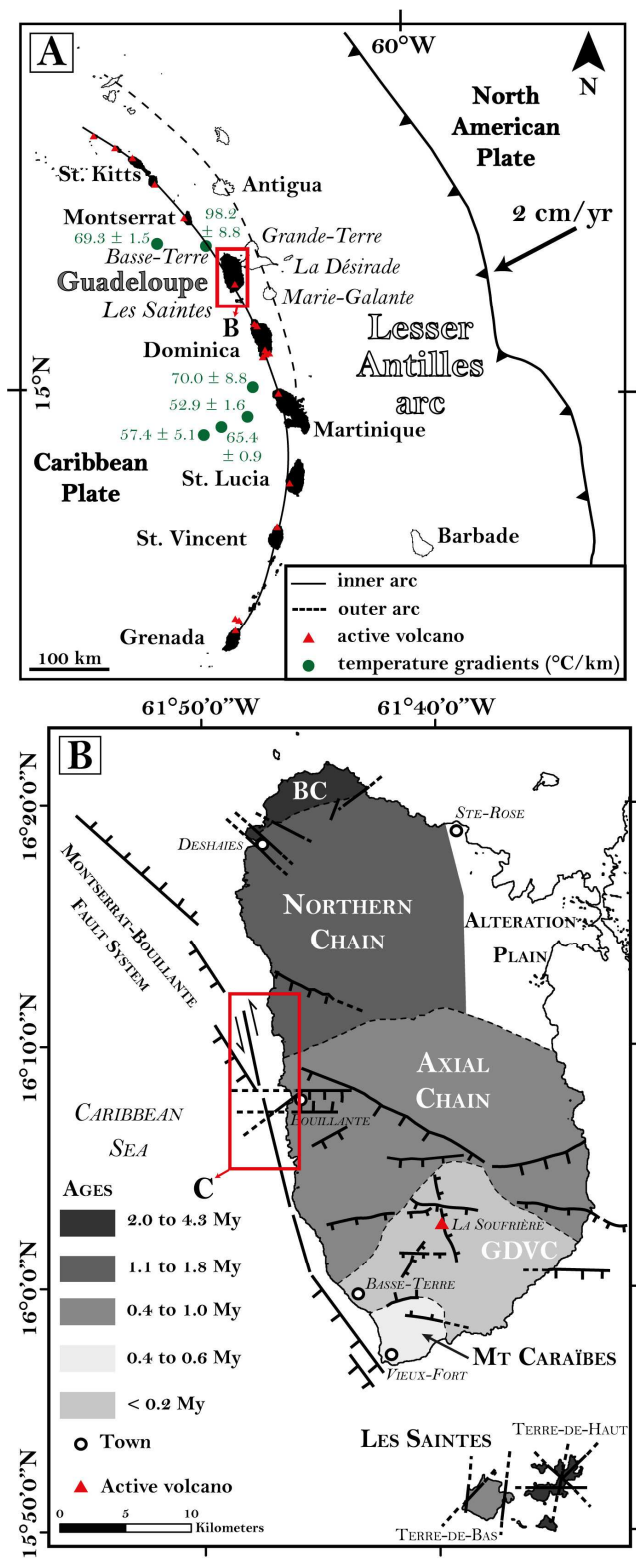 A
60°W
N
North
American
Plate
2 cm/yr
St. Kitts
Antigua
Montserrat
98.2
± 8.8
69.3 ± 1.5
Grande-Terre
Basse-Terre
La Désirade
Guadeloupe
Marie-Galante
Les Saintes
B
Lesser
Antilles
arc
Dominica
15°N
70.0 ± 8.8
52.9 ± 1.6
Martinique
57.4 ± 5.1
65.4
± 0.9
Caribbean
Plate
St. Lucia
St. Vincent
Barbade
Grenada
100 km
inner arc
outer arc
active volcano
temperature gradients (°C/km)
61°50'0"W
61°40'0"W
B
16°20'0"N
BC
Ste-Rose
Deshaies
Montserrat-Bouillante
Fault System
Northern
Chain
Alteration
Plain
16°10'0"N
Axial
Chain
Caribbean
Sea
Bouillante
C
Ages
2.0 to 4.3 My
1.1 to 1.8 My
0.4 to 1.0 My
0.4 to 0.6 My
< 0.2 My
Town
Active volcano
La Soufrière
GDVC
16°0'0"N
Basse-Terre
Mt Caraïbes
Vieux-Fort
Les Saintes
Terre-de-Haut
Terre-de-Bas
15°50'0"N
0 5 10
Kilometers